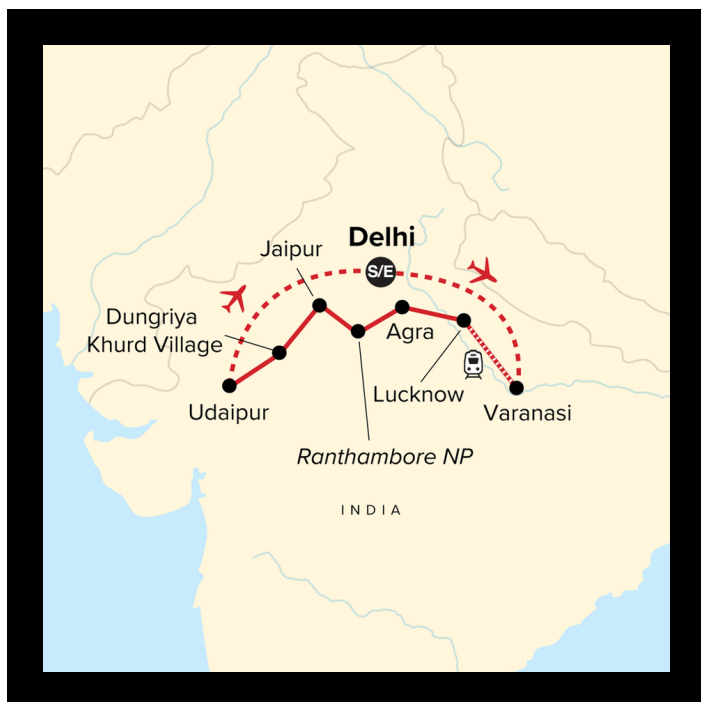 Delhi
Jaipur
S/E
Dungriya
Khurd Village
Agra
Lucknow
Udaipur
Varanasi
Ranthambore NP
INDIA